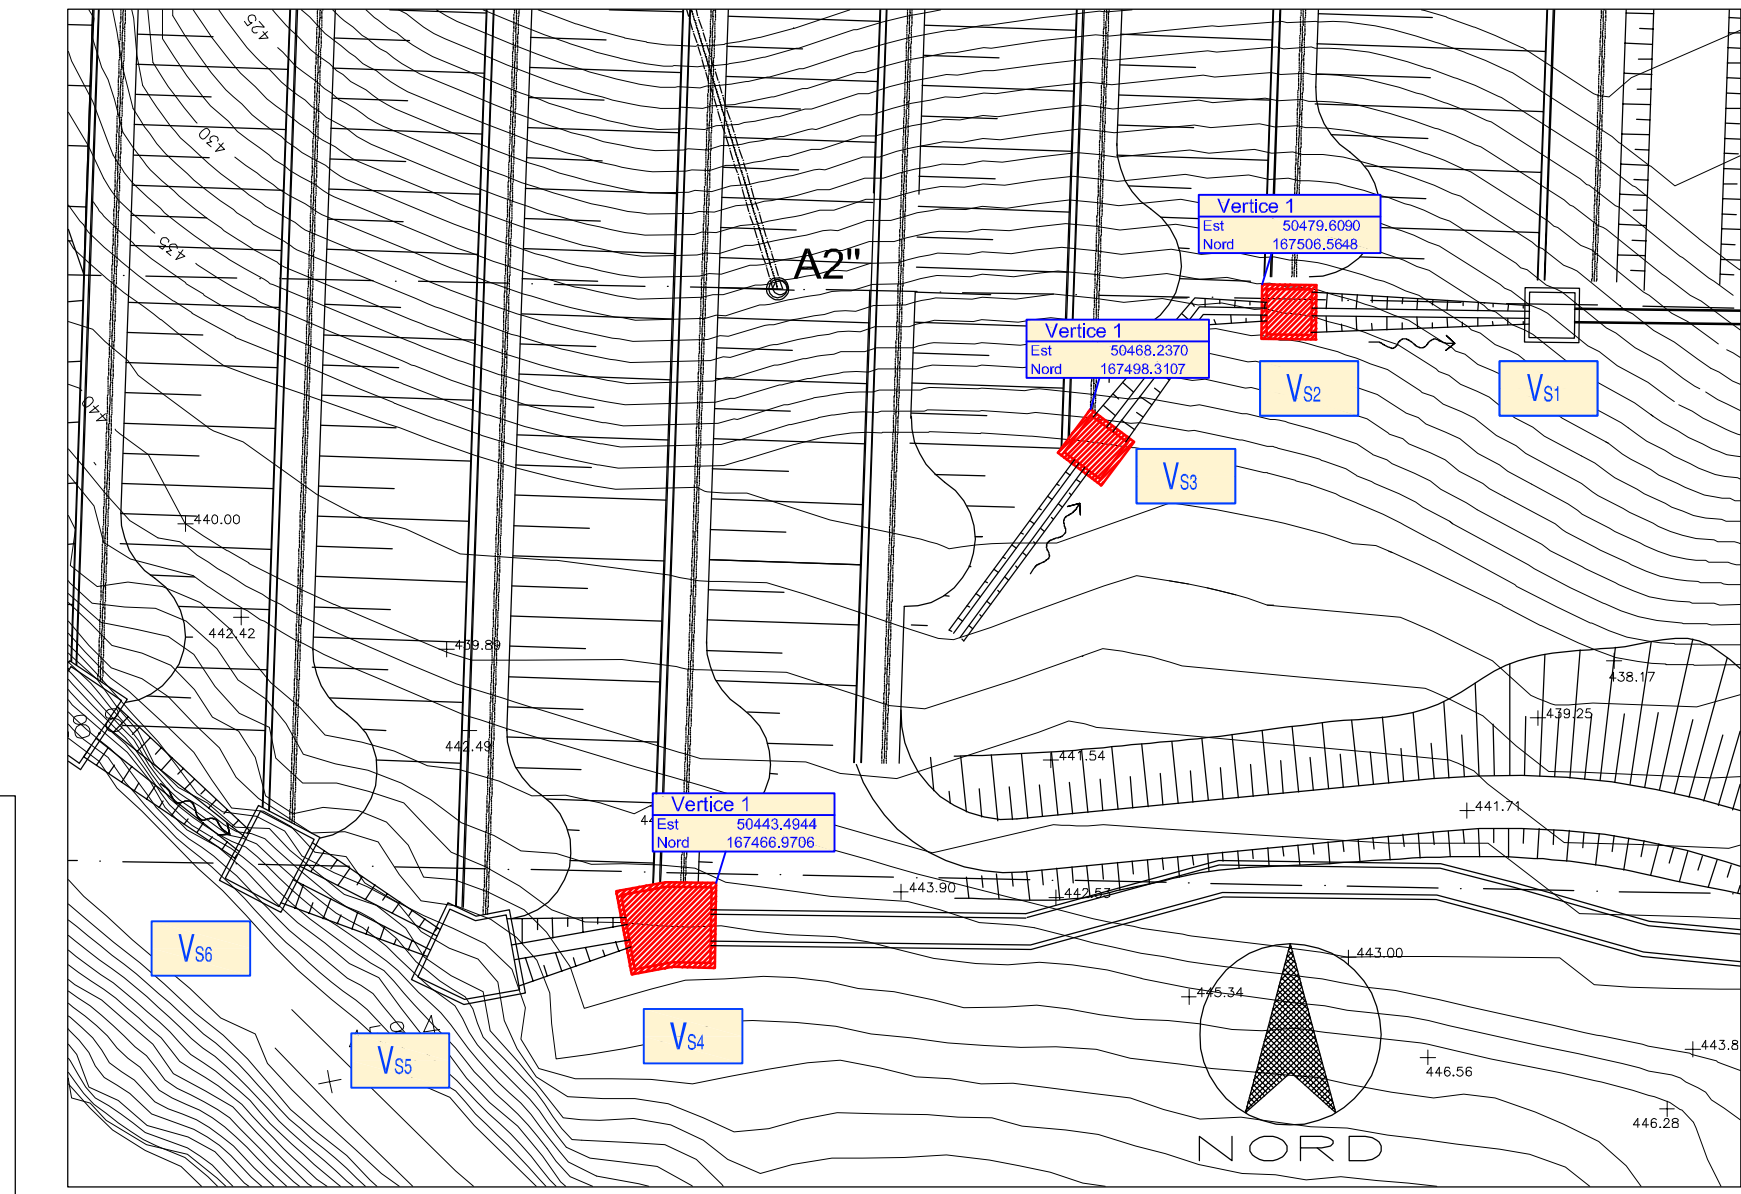 425
430
435
440
A2"
Vertice 1
Est 50479.6090
Nord 167506.5648
Vertice 1
Est 50468.2370
Nord 167498.3107
VS2
VS1
VS3
440.00
442.42
439.89
442.49
438.17
439.25
441.54
441.71
Vertice 1
Est 50443.4944
Nord 167466.9706
443.90
442.53
VS6
443.00
445.34
VS4
VS5
443.8
446.56
446.28
NORD